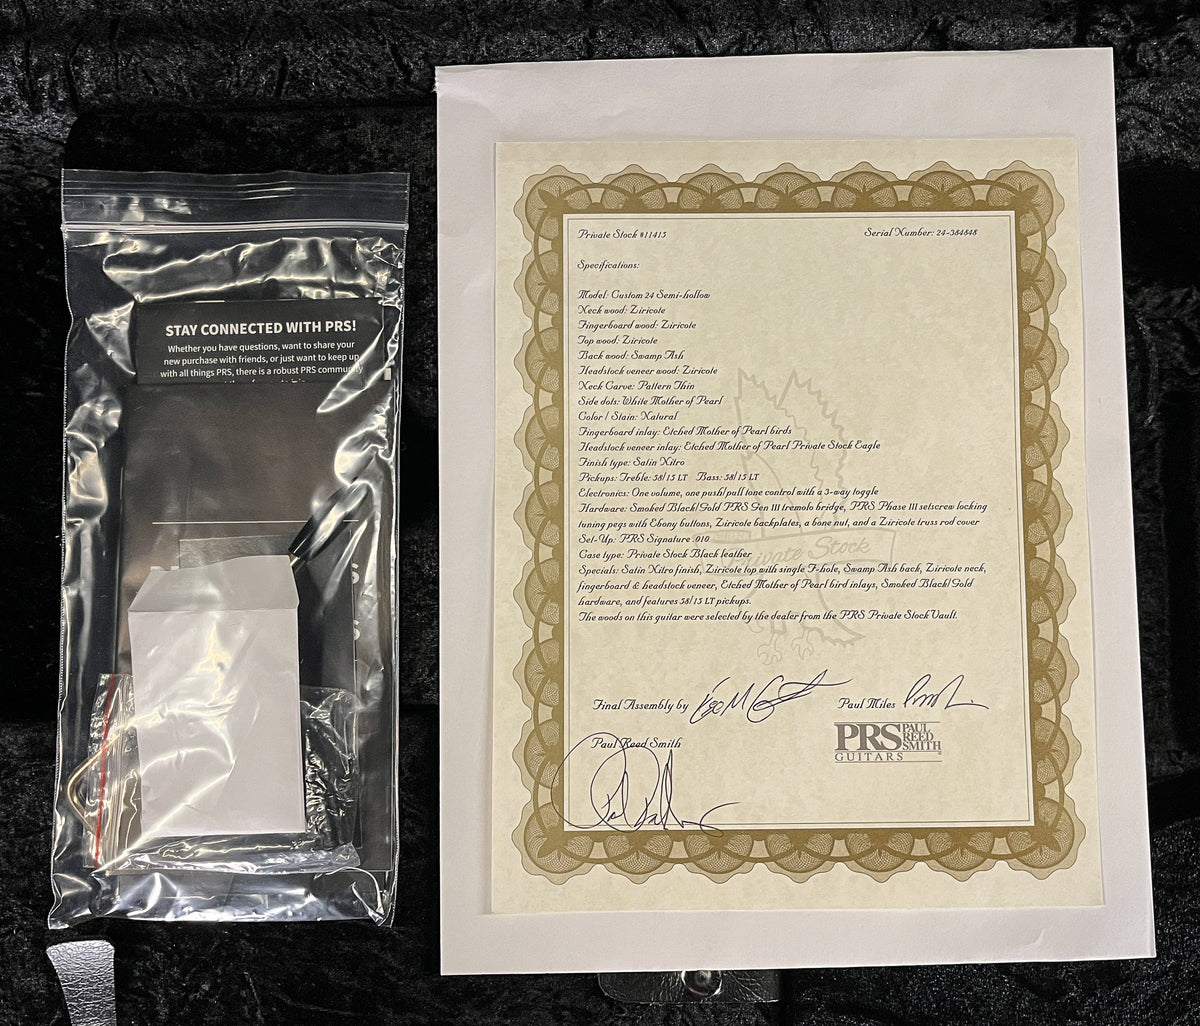 STAY CONNECTED WITH PRS!
Whether you have questions, want to share your
new purchase with friends, or just want to keep up
with all things PRS, there is a robust PRS community
Private Stock #11415
Serial Number: 24-384848
Specifications:
Model: Custom 24 Semi-hollow
Neck wood: Ziricote
Fingerboard wood: Ziricote
Top wood: Ziricote
Back wood: Swamp Ash
Headstock veneer wood: Ziricote
Neck Carve: Pattern Thin
Side dots: White Mother of Pearl
Color / Stain: Natural
Fingerboard inlay: Etched Mother of Pearl birds
Headstock veneer inlay: Etched Mother of Pearl Private Stock Eagle
Finish type: Satin Nitro
Pickups: Treble: 58/15 LT Bass: 58/15 LT
Electronics: One volume, one push/pull tone control with a 3-way toggle
Hardware: Smoked Black/Gold PRS Gen III tremolo bridge, PRS Phase III setscrew locking
tuning pegs with Ebony buttons, Ziricote backplates, a bone nut, and a Ziricote truss rod cover
Set-Up: PRS Signature .010
Case type: Private Stock Black leather
Private Stock
Specials: Satin Nitro finish, Ziricote top with single F-hole, Swamp Ash back, Ziricote neck,
fingerboard & headstock veneer, Etched Mother of Pearl bird inlays, Smoked Black/Gold
hardware, and features 58/15 LT pickups.
The woods on this guitar were selected by the dealer from the PRS Private Stock Vault.
Final Assembly by
Paul Miles
Paul Reed Smith
PRS PAUL
REED
SMITH
GUITARS